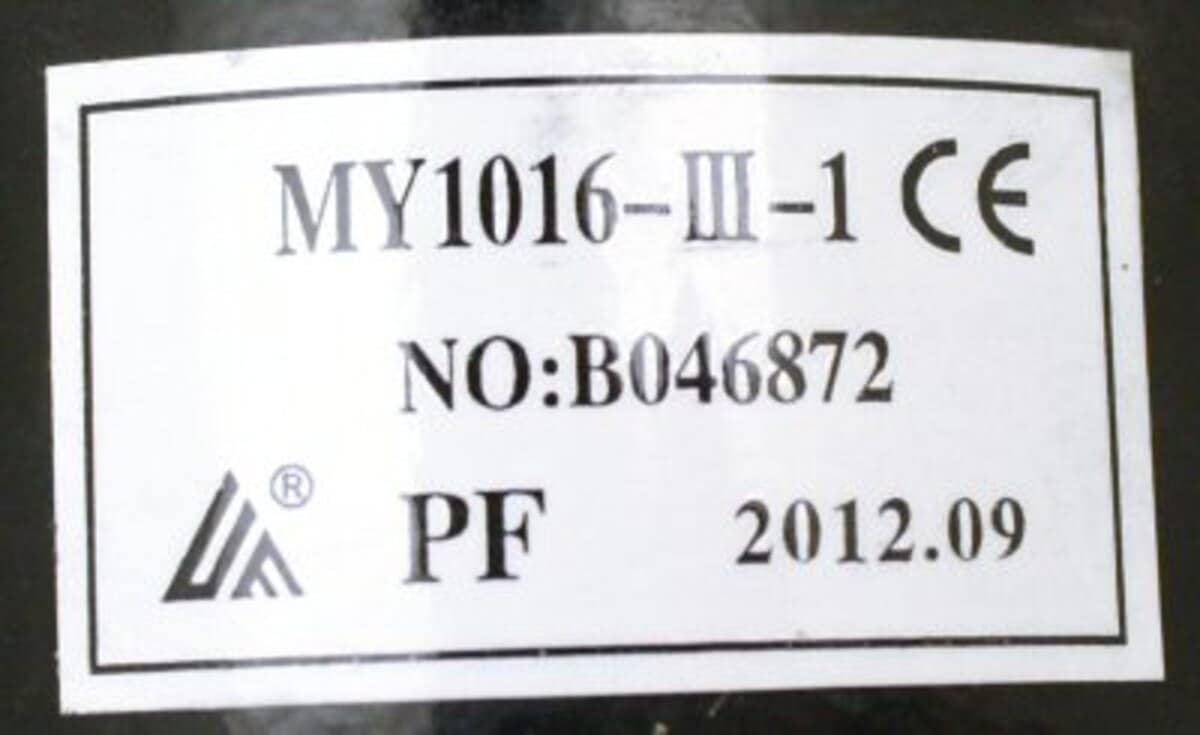 MY1016-III-1 CE
NO:B046872
® PF 2012.09